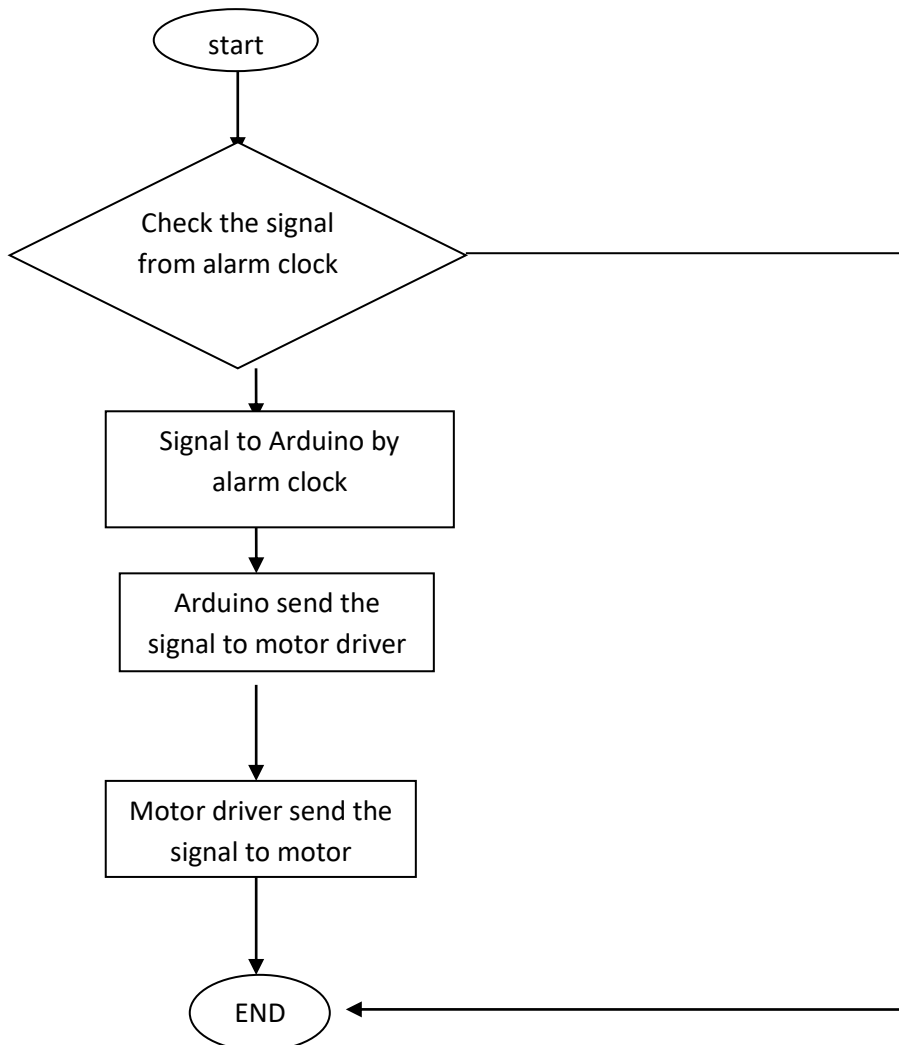 start
Check the signal
from alarm clock
Signal to Arduino by
alarm clock
Arduino send the
signal to motor driver
Motor driver send the
signal to motor
END